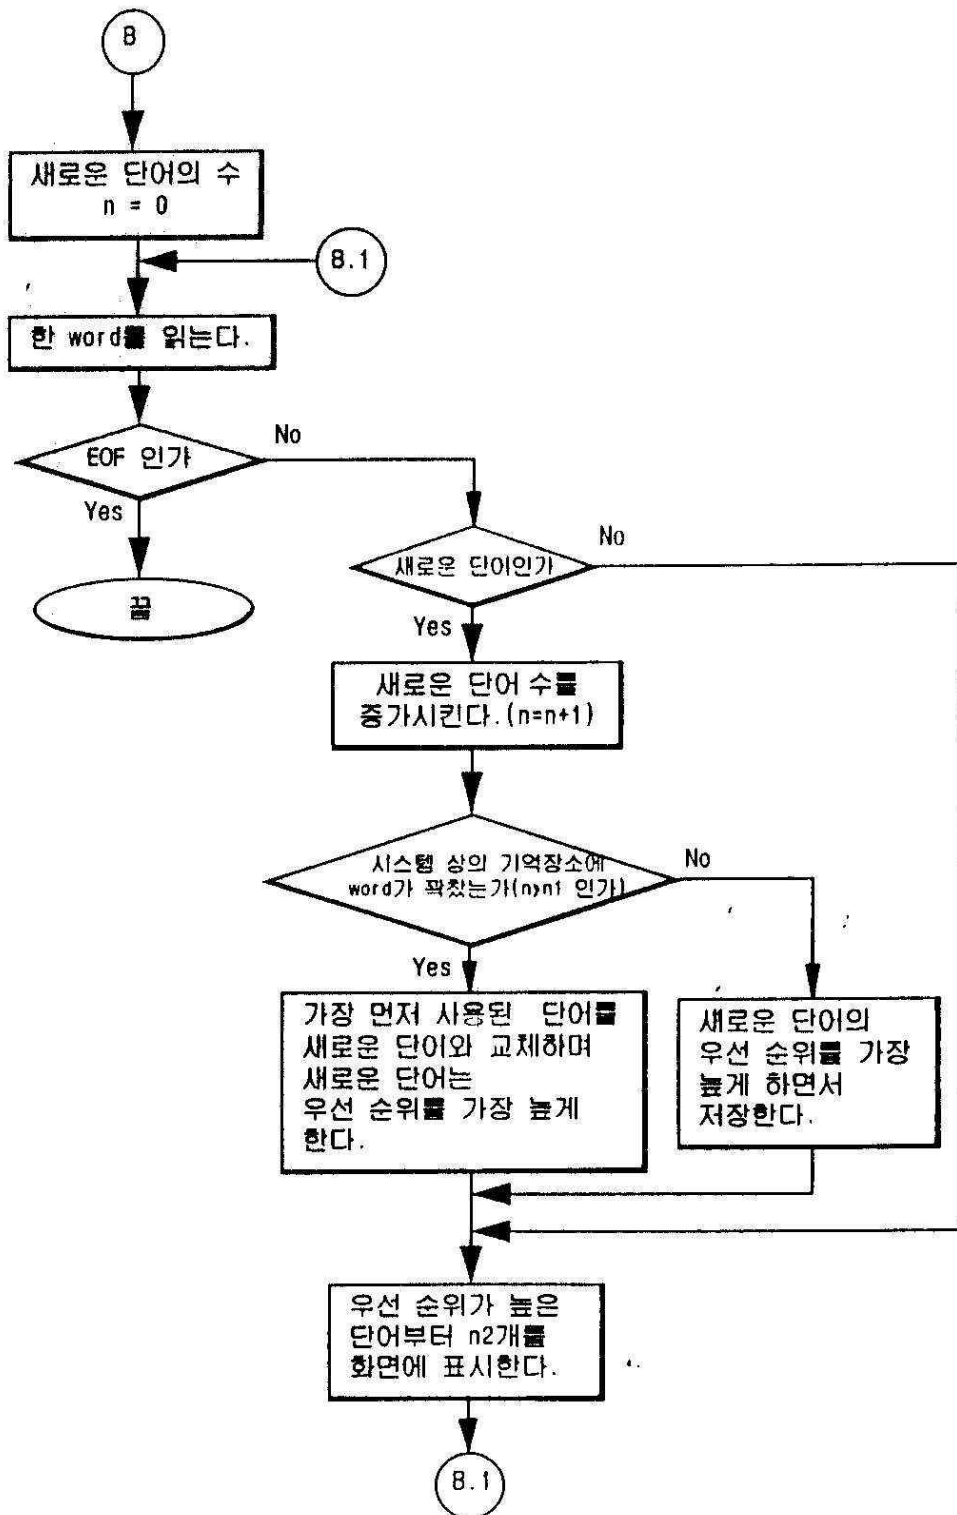 B
새로운 단어의 수
n = 0
B.1
한 word를 읽는다.
EOF 인가
No
Yes
끝
새로운 단어인가
No
Yes
새로운 단어 수를
증가시킨다.(n=n+1)
시스템 상의 기억장소에
word가 꽉찼는가(n>n1 인가)
No
Yes
가장 먼저 사용된 단어를
새로운 단어와 교체하며
새로운 단어는
우선 순위를 가장 높게
한다.
새로운 단어의
우선 순위를 가장
높게 하면서
저장한다.
우선 순위가 높은
단어부터 n2개를
화면에 표시한다.
B.1